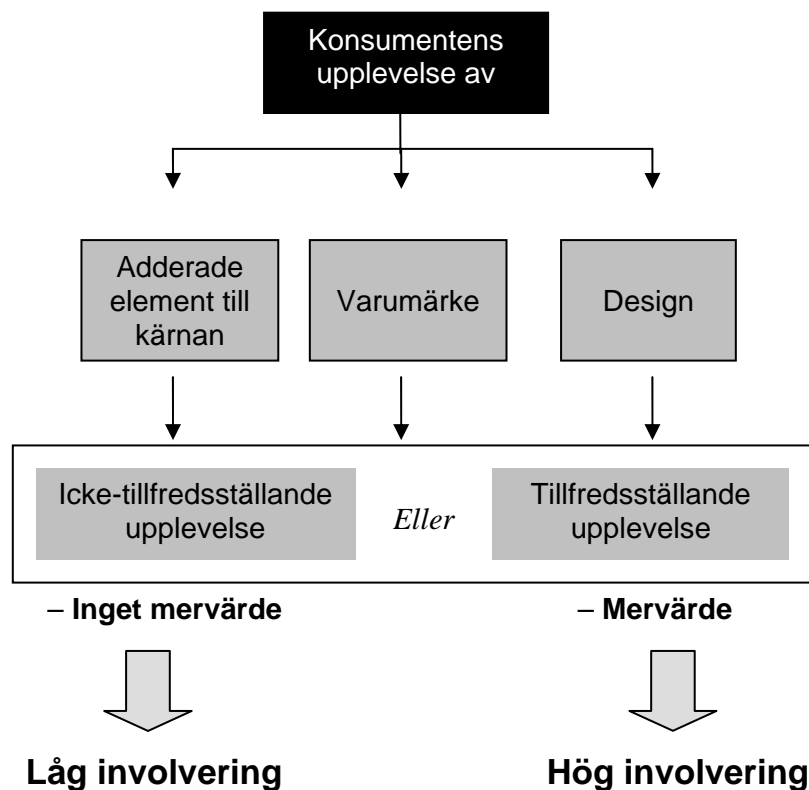 Konsumentens
upplevelse av
Adderade
element till
kärnan
Varumärke
Design
Icke-tillfredsställande
upplevelse
Eller
Tillfredsställande
upplevelse
– Inget mervärde
– Mervärde
Låg involvering
Hög involvering